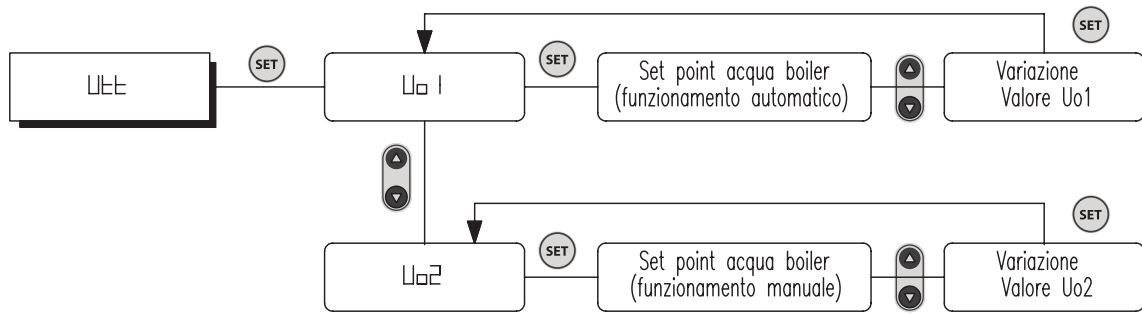 SET
Utt
SET
Uo1
SET
Set point acqua boiler
(funzionamento automatico)
Variazione
Valore Uo1
SET
Uo2
SET
Set point acqua boiler
(funzionamento manuale)
Variazione
Valore Uo2